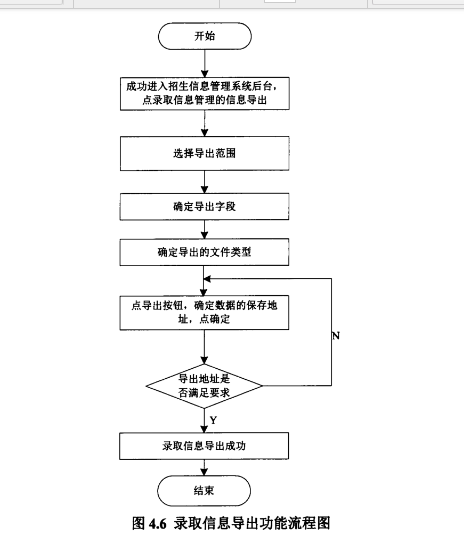 开始
成功进入招生信息管理系统后台，
点录取信息管理的信息导出
选择导出范围
确定导出字段
确定导出的文件类型
点导出按钮，确定数据的保存地
址，点确定
N
导出地址是
否满足要求
Y
录取信息导出成功
结束
图 4.6 录取信息导出功能流程图